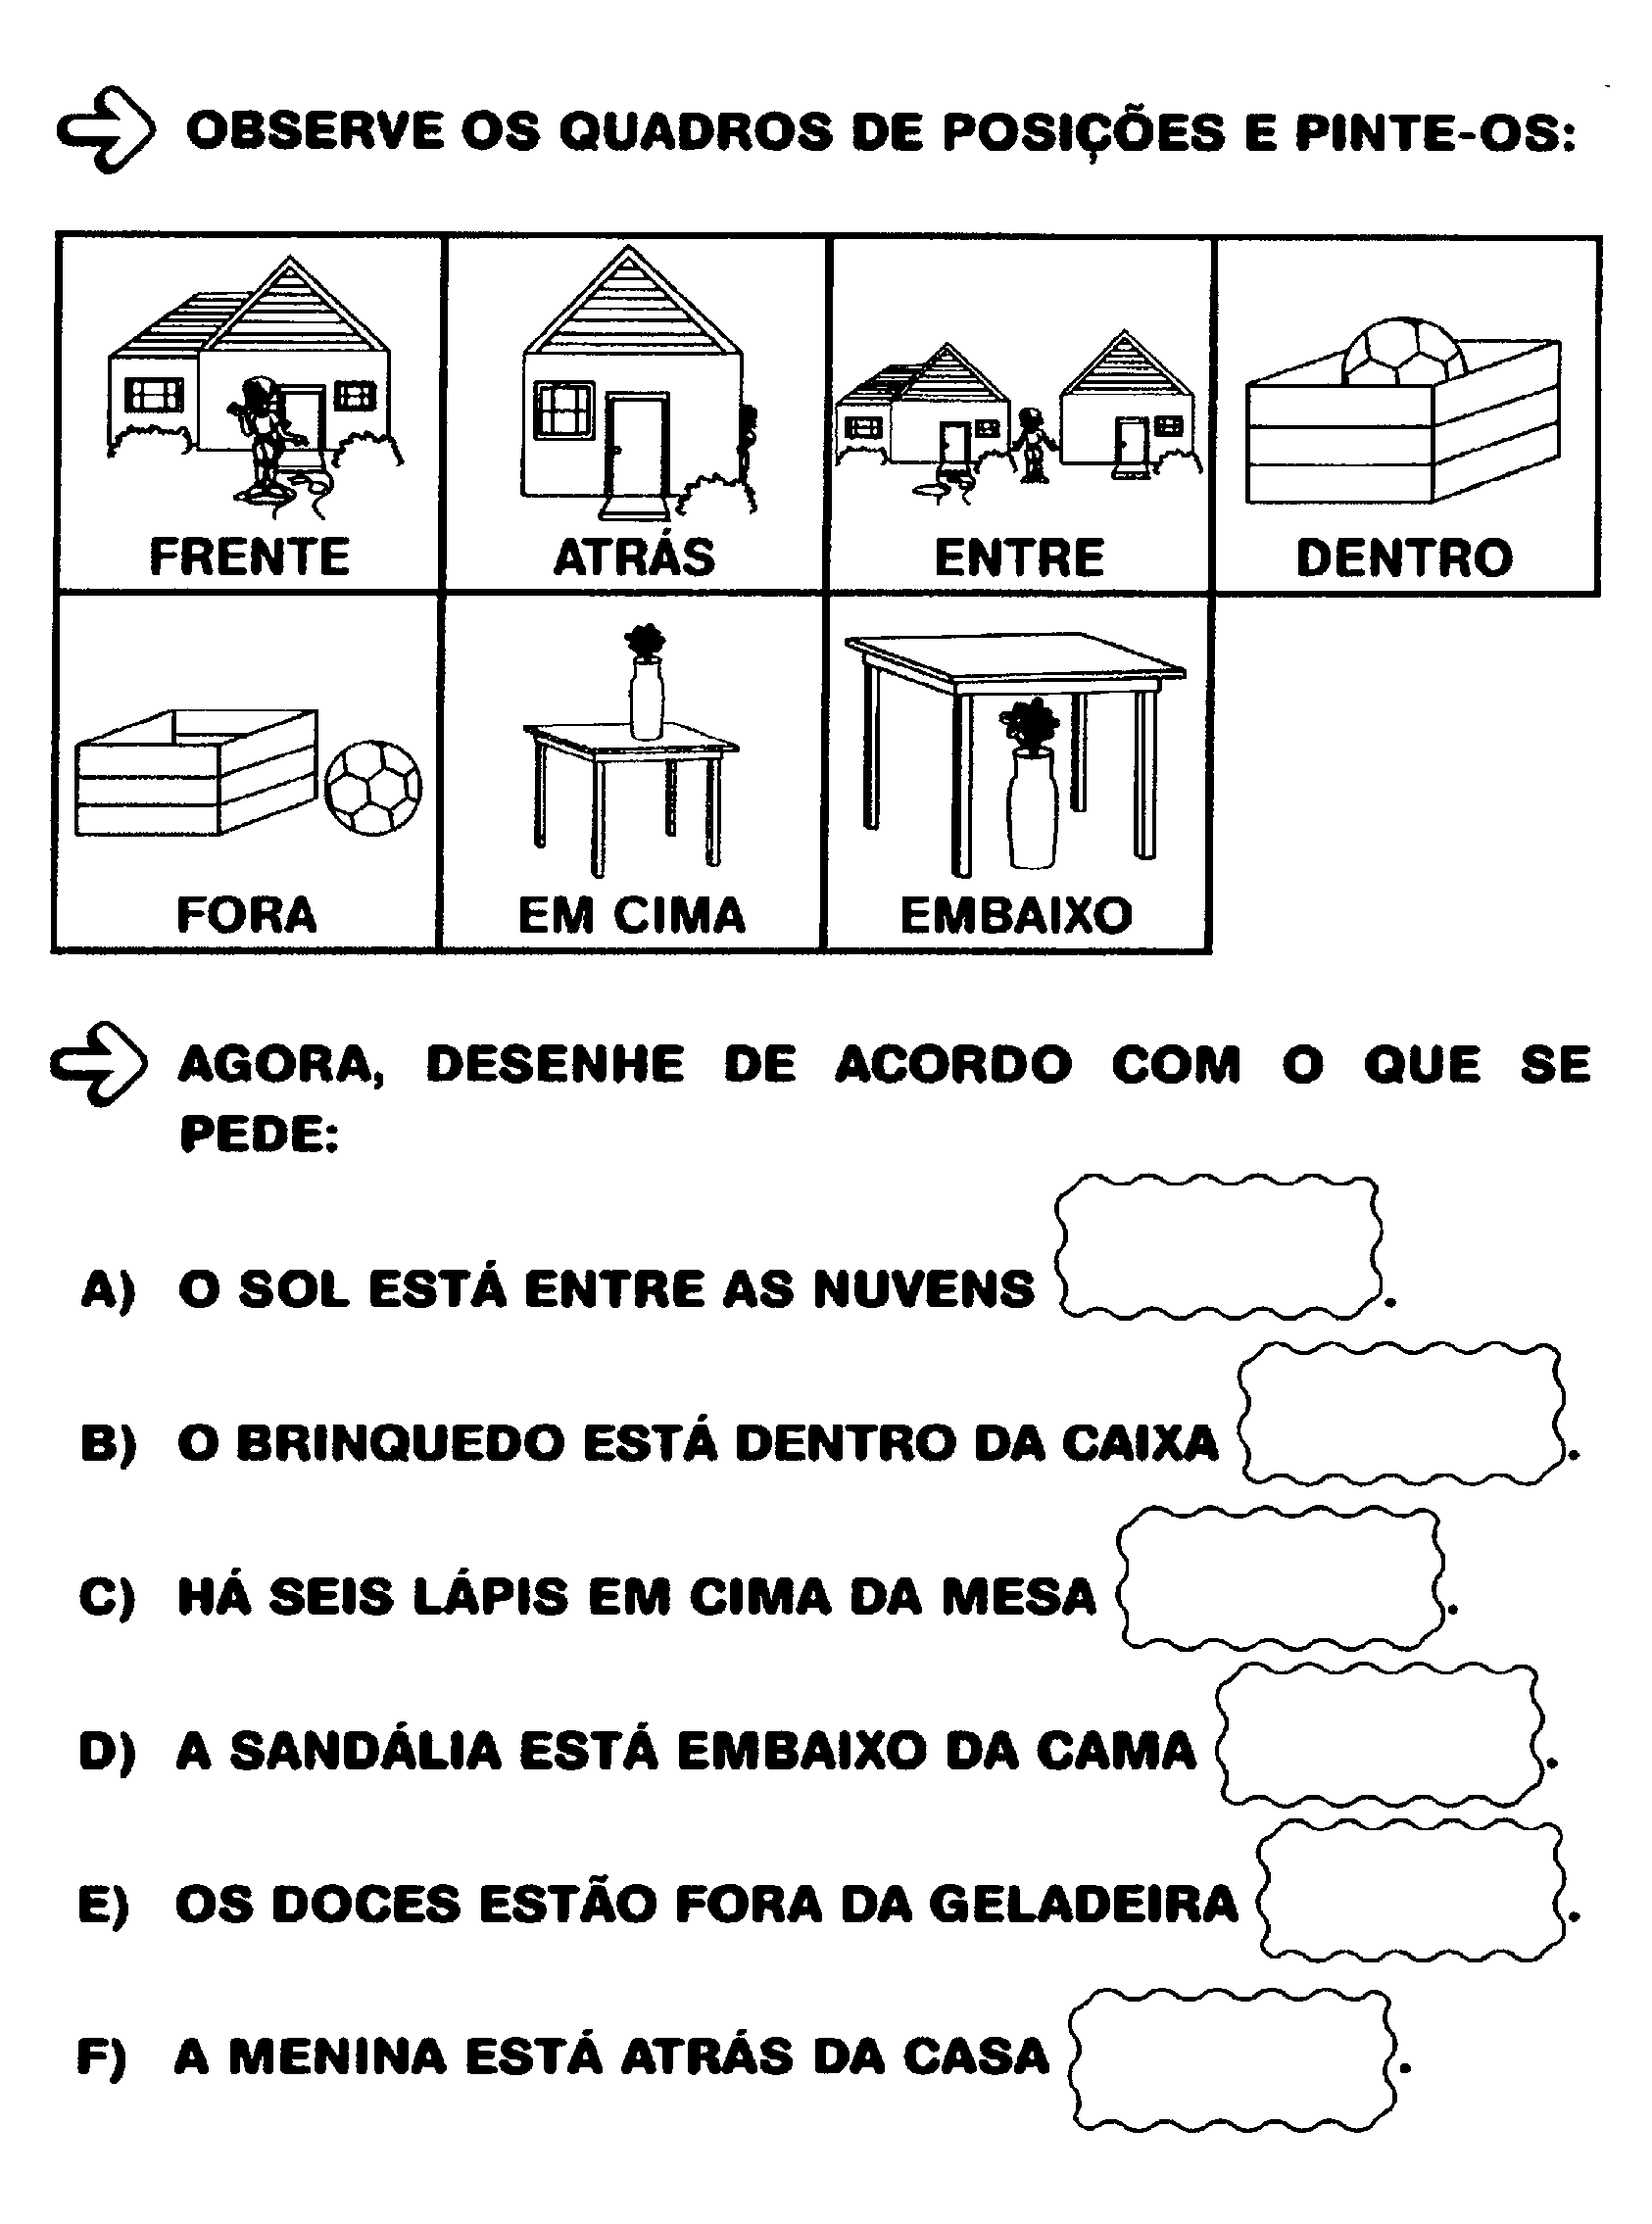 OBSERVE OS QUADROS DE POSIÇÕES E PINTE-OS:
FRENTE
ATRÁS
ENTRE
DENTRO
FORA
EM CIMA
EMBAIXO
AGORA, DESENHE DE ACORDO COM O QUE SE
PEDE:
A) O SOL ESTÁ ENTRE AS NUVENS .
B) O BRINQUEDO ESTÁ DENTRO DA CAIXA .
C) HÁ SEIS LÁPIS EM CIMA DA MESA .
D) A SANDÁLIA ESTÁ EMBAIXO DA CAMA .
E) OS DOCES ESTÃO FORA DA GELADEIRA .
F) A MENINA ESTÁ ATRÁS DA CASA .